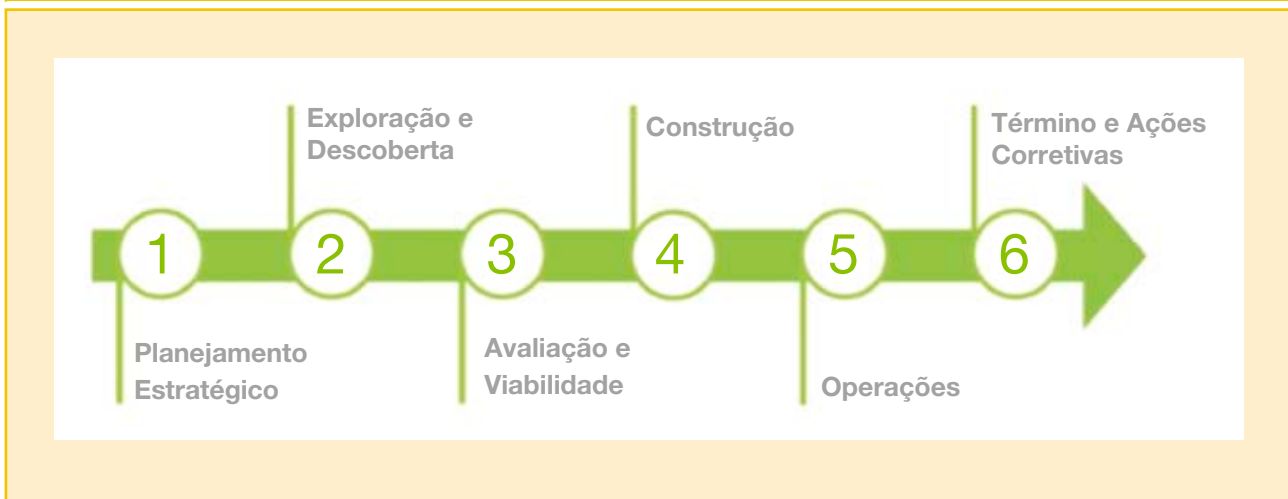 1
Planejamento
Estratégico
2
Exploração e
Descoberta
3
Avaliação e
Viabilidade
4
Construção
5
Operações
6
Término e Ações
Corretivas